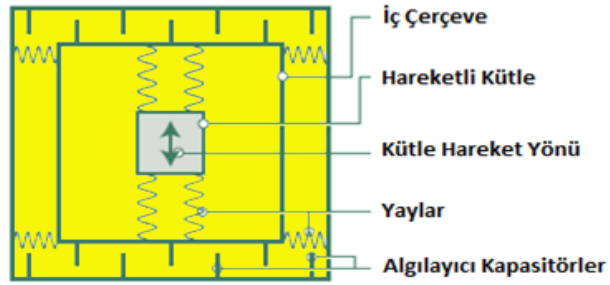 İç Çerçeve
Hareketli Kütle
Kütle Hareket Yönü
Yaylar
Algılayıcı Kapasitörler